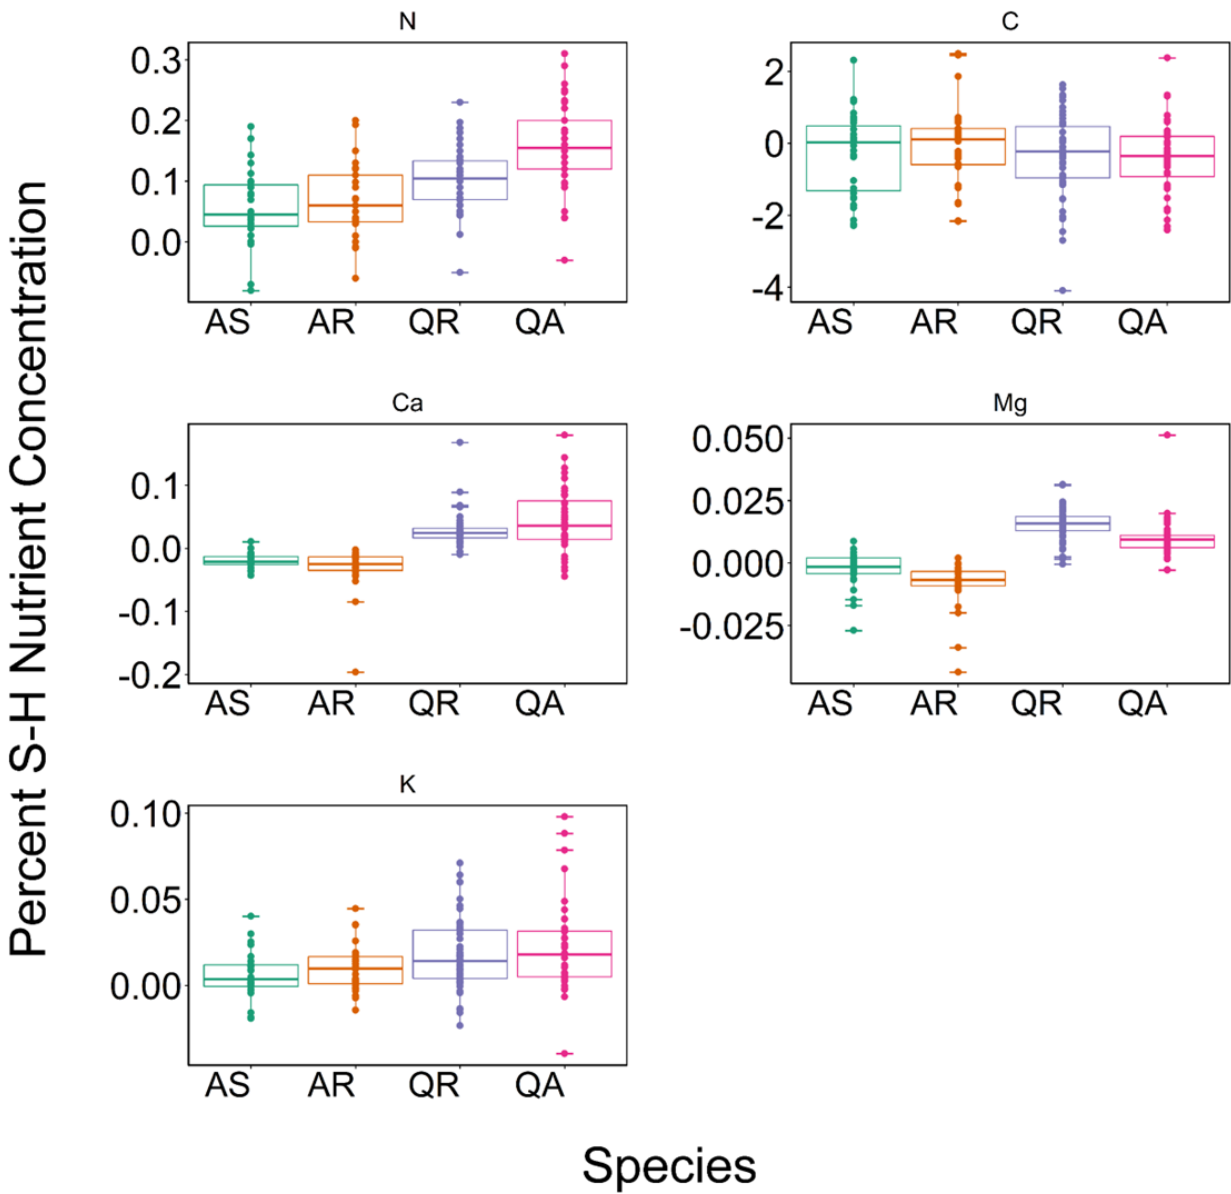 Percent S-H Nutrient Concentration
N
0.3
0.2
0.1
0.0
AS AR QR QA
C
2
0
-2
-4
AS AR QR QA
Ca
0.1
0.0
-0.1
-0.2
AS AR QR QA
Mg
0.050
0.025
0.000
-0.025
AS AR QR QA
K
0.10
0.05
0.00
AS AR QR QA
Species